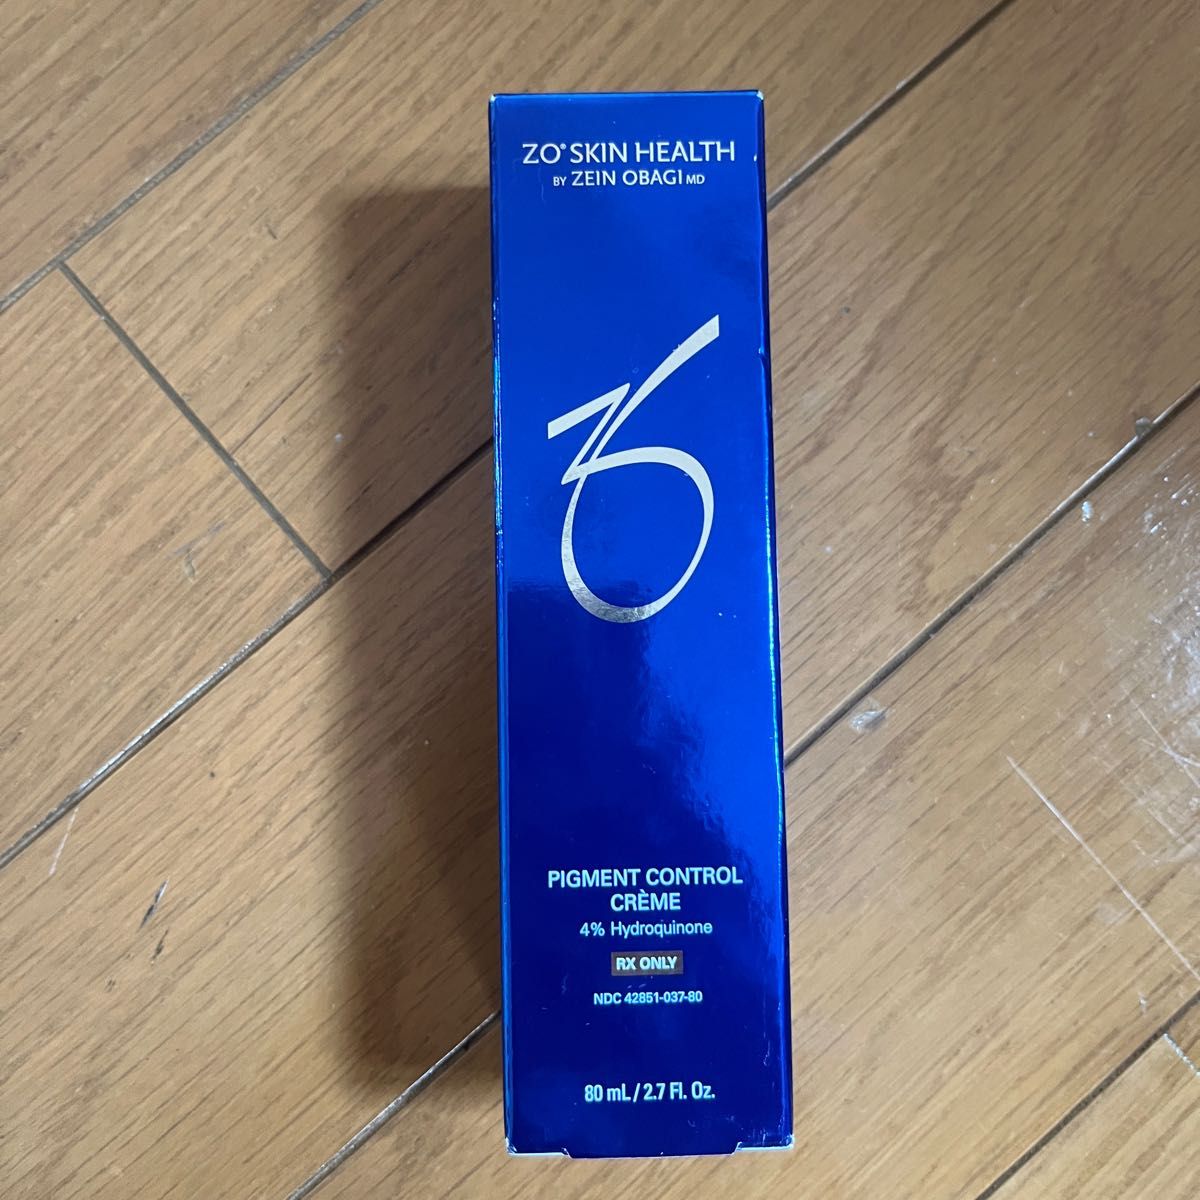 ZO® SKIN HEALTH
BY ZEIN OBAGI MD
PIGMENT CONTROL
CRÈME
4% Hydroquinone
RX ONLY
NDC 42851-037-80
80 mL / 2.7 Fl. Oz.